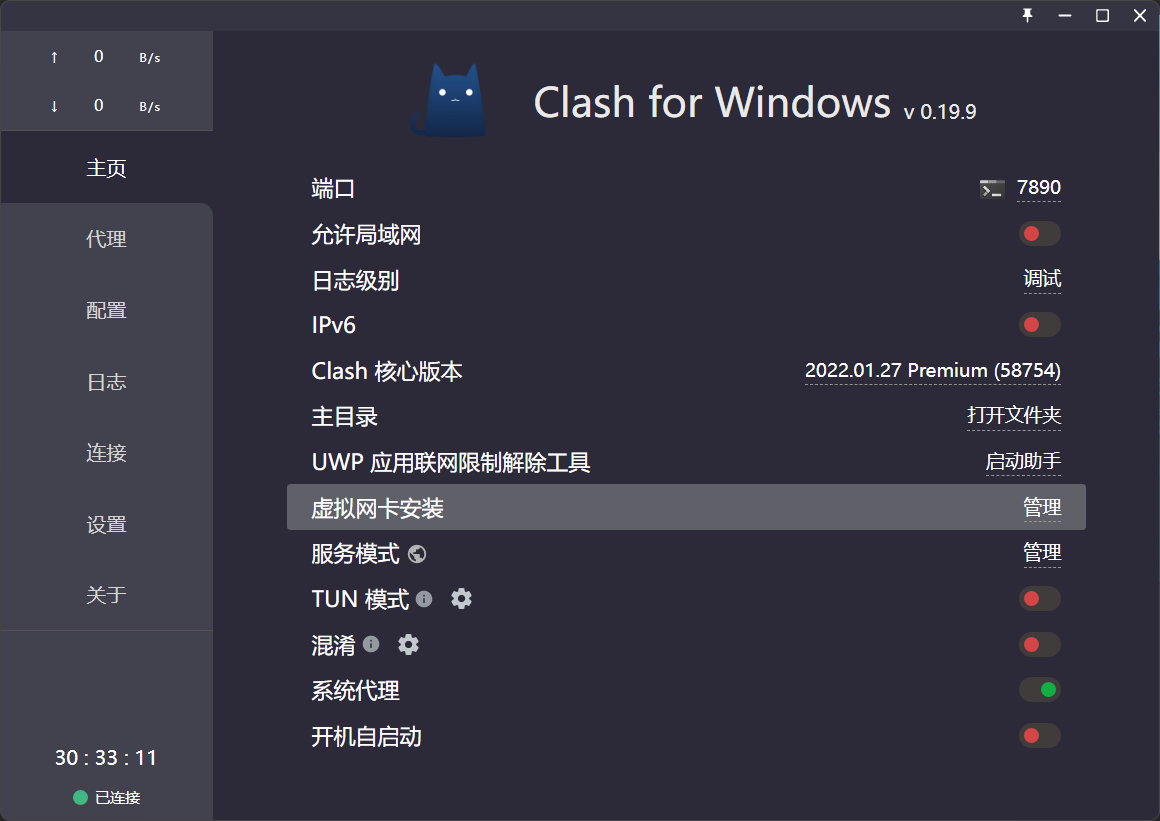 ↑ 0 B/s
↓ 0 B/s
主页
代理
配置
日志
连接
设置
关于
30 : 33 : 11
已连接
Clash for Windows v 0.19.9
端口 7890
允许局域网
日志级别 调试
IPv6
Clash 核心版本 2022.01.27 Premium (58754)
主目录 打开文件夹
UWP 应用联网限制解除工具 启动助手
虚拟网卡安装 管理
服务模式 管理
TUN 模式
混淆
系统代理
开机自启动